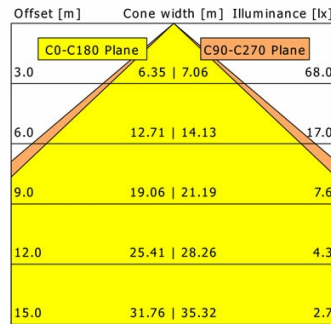 Offset [m] Cone width [m] Illuminance [lx]
C0-C180 Plane C90-C270 Plane
3.0 6.35 | 7.06 68.0
6.0 12.71 | 14.13 17.0
9.0 19.06 | 21.19 7.6
12.0 25.41 | 28.26 4.3
15.0 31.76 | 35.32 2.7